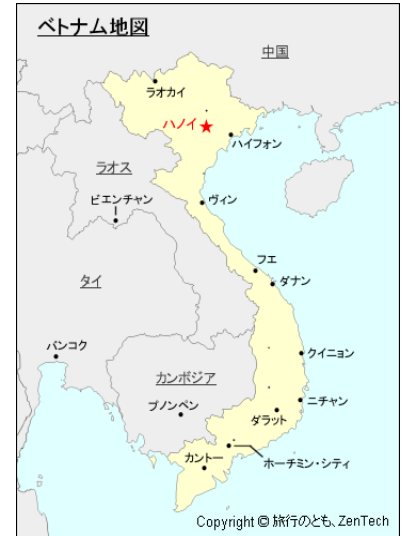 ベトナム地図
中国
ラオカイ
ハノイ
ハイフォン
ラオス
ビエンチャン
ヴィン
フエ
ダナン
タイ
バンコク
クイニョン
カンボジア
プノンペン
ニチャン
ダラット
カントー
ホーチミン・シティ
Copyright © 旅行のとも、ZenTech